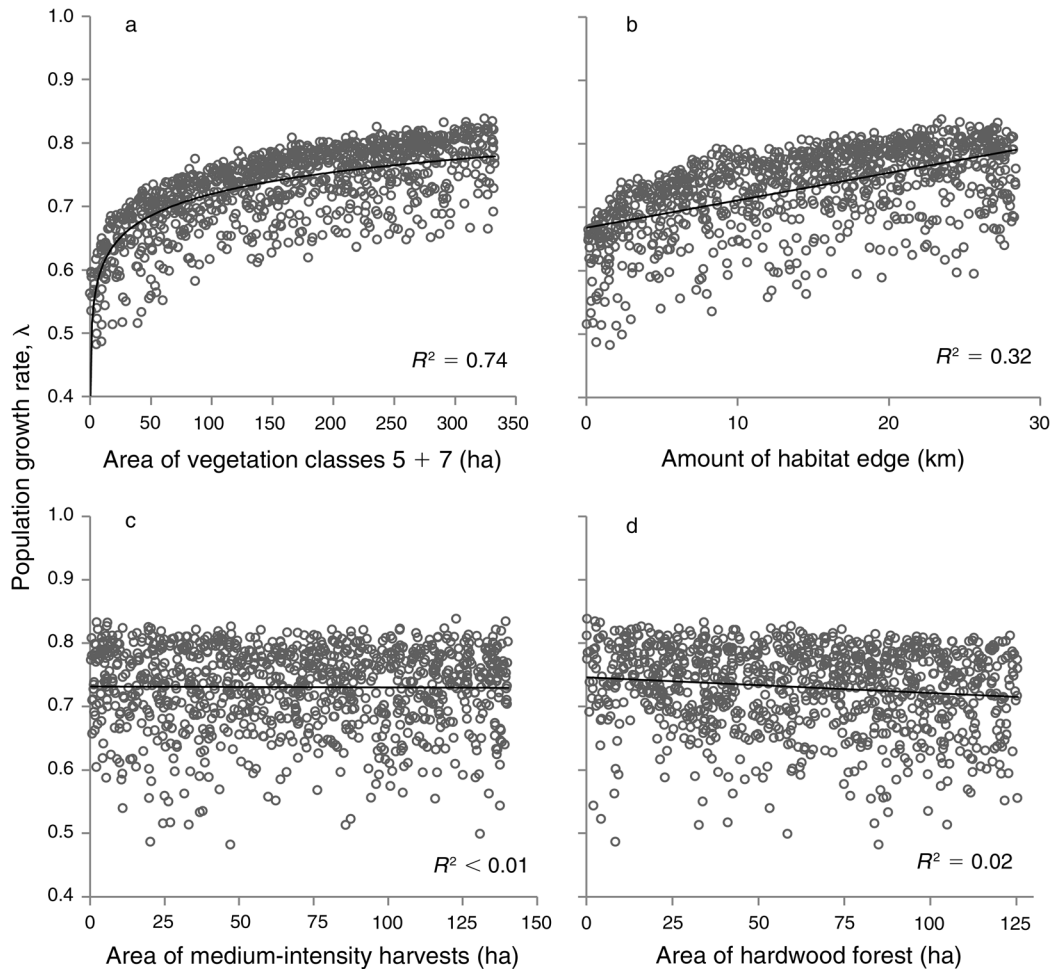 Population growth rate, λ
a
1.0
0.9
0.8
0.7
0.6
0.5
0.4
R² = 0.74
0 50 100 150 200 250 300 350
Area of vegetation classes 5 + 7 (ha)
b
R² = 0.32
0 10 20 30
Amount of habitat edge (km)
c
1.0
0.9
0.8
0.7
0.6
0.5
0.4
R² < 0.01
0 25 50 75 100 125 150
Area of medium-intensity harvests (ha)
d
R² = 0.02
0 25 50 75 100 125
Area of hardwood forest (ha)